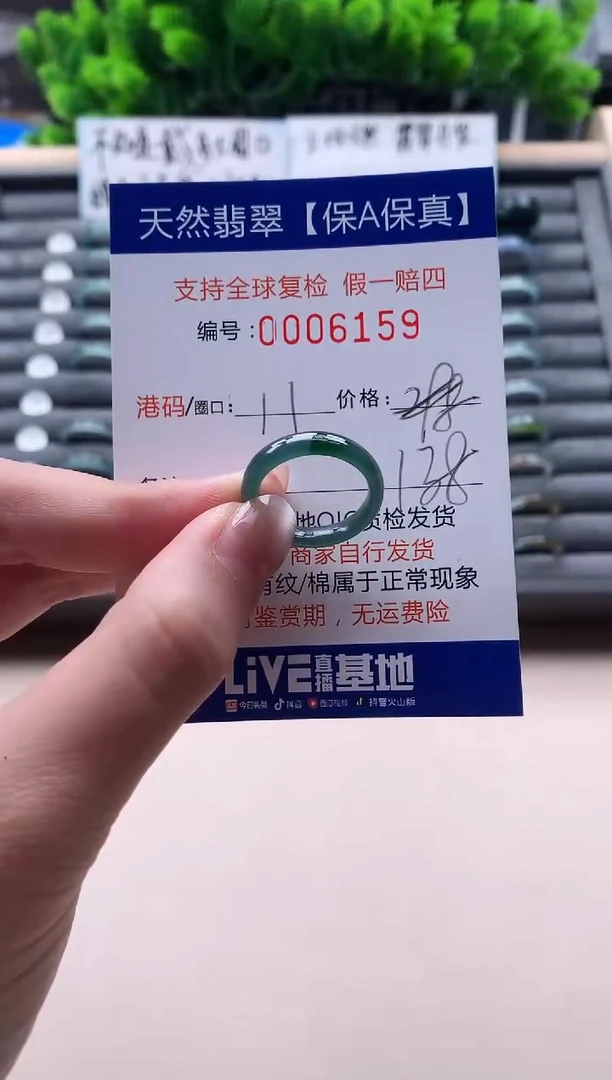 天然翡翠【保A保真】
支持全球复检 假一赔四
编号:0006159
港码/圈口: 11 价格: 298
138
地QIC质检发货
商家自行发货
纹/棉属于正常现象
鉴赏期，无运费险
LiVE直播基地
今日头条 抖音 西瓜视频 抖音火山版